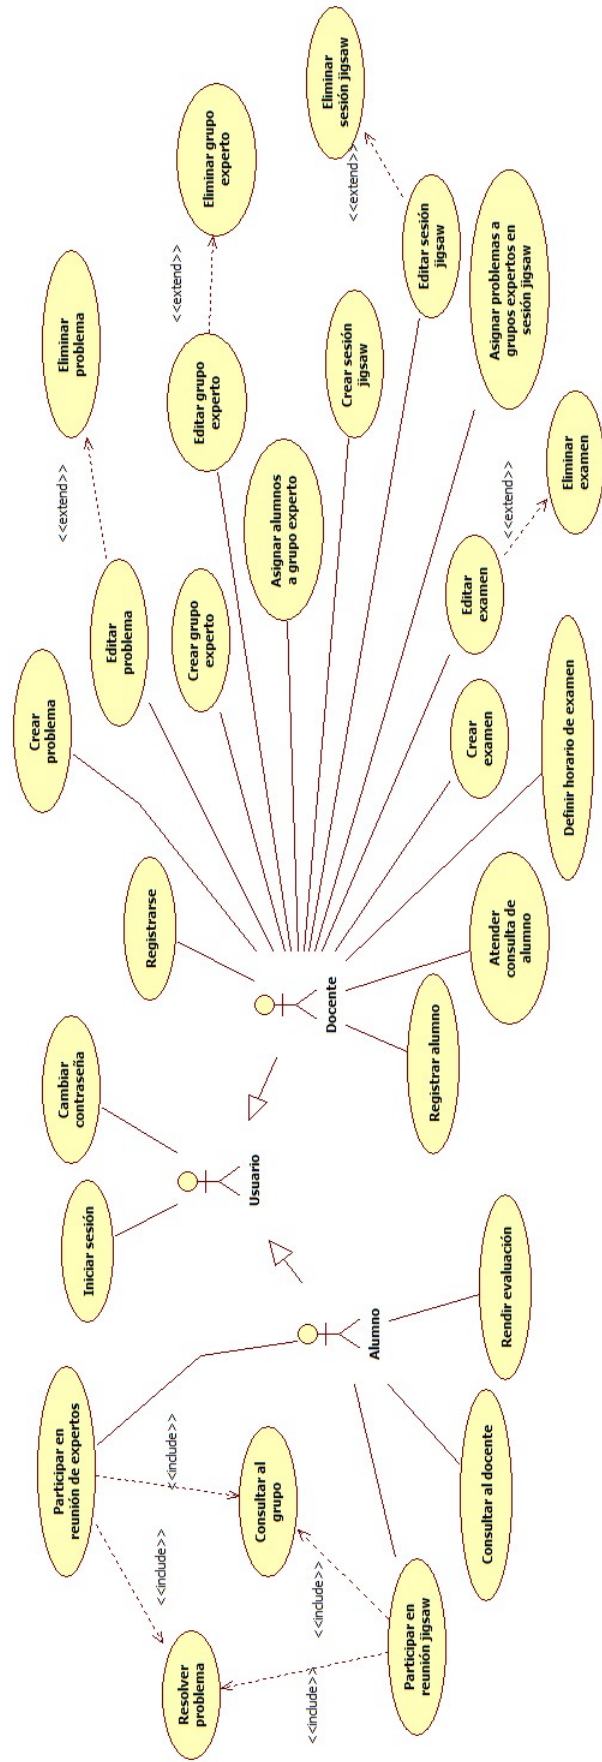 Participar en
reunión de expertos
Resolver
problema
<<include>>
<<include>>
Consultar al
grupo
<<include>>
<<include>>
Participar en
reunión jigsaw
Consultar al docente
Rendir evaluación
Alumno
Iniciar sesión
Cambiar
contraseña
Usuario
Registrarse
Docente
Registrar alumno
Atender
consulta de
alumno
Crear
problema
Editar
problema
<<extend>>
Eliminar
problema
Crear grupo
experto
Editar grupo
experto
<<extend>>
Eliminar grupo
experto
Asignar alumnos
a grupo experto
Crear sesión
jigsaw
Editar sesión
jigsaw
<<extend>>
Eliminar
sesión jigsaw
Asignar problemas a
grupos expertos en
sesión jigsaw
Crear
examen
Editar
examen
<<extend>>
Eliminar
examen
Definir horario de examen